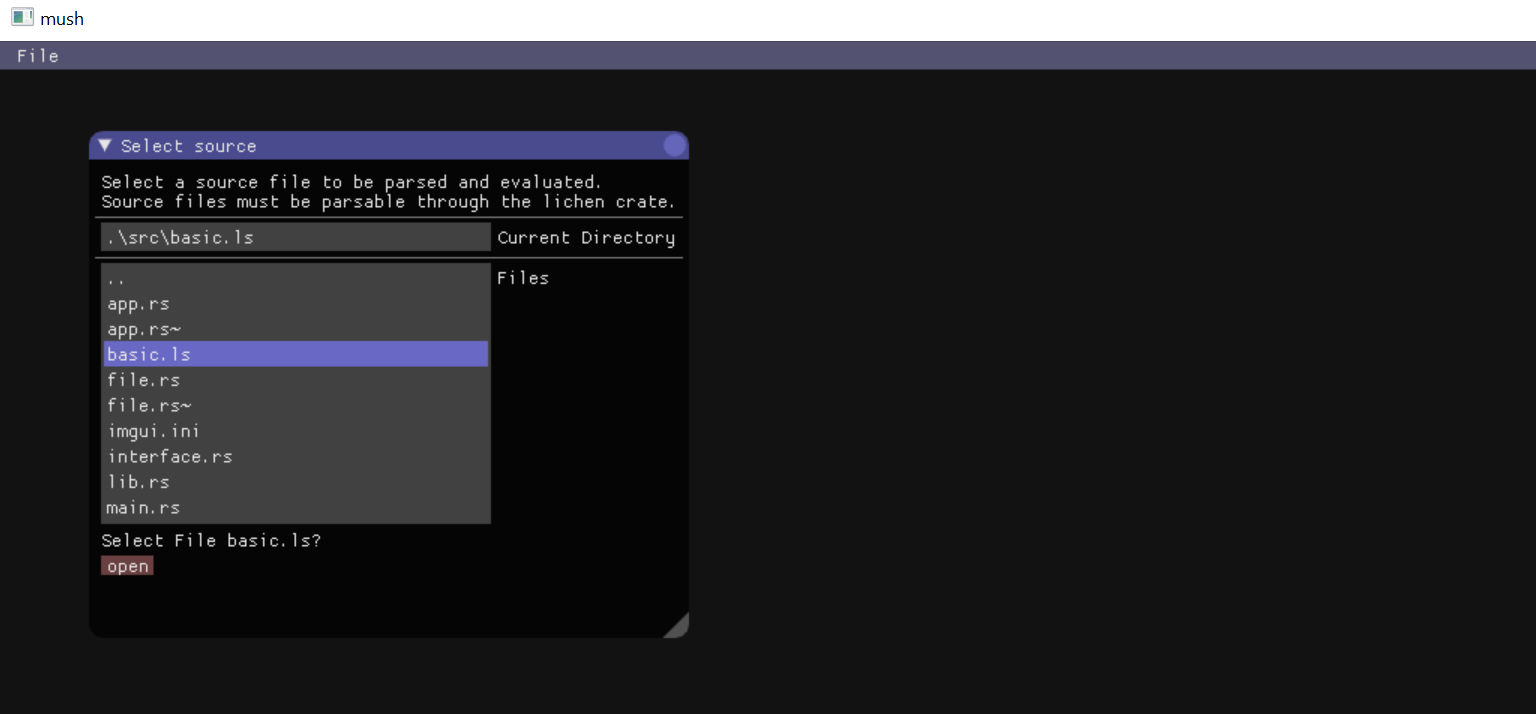 mush
File
Select source
Select a source file to be parsed and evaluated.
Source files must be parsable through the lichen crate.
.\src\basic.ls Current Directory
.. Files
app.rs
app.rs~
basic.ls
file.rs
file.rs~
imgui.ini
interface.rs
lib.rs
main.rs
Select File basic.ls?
open